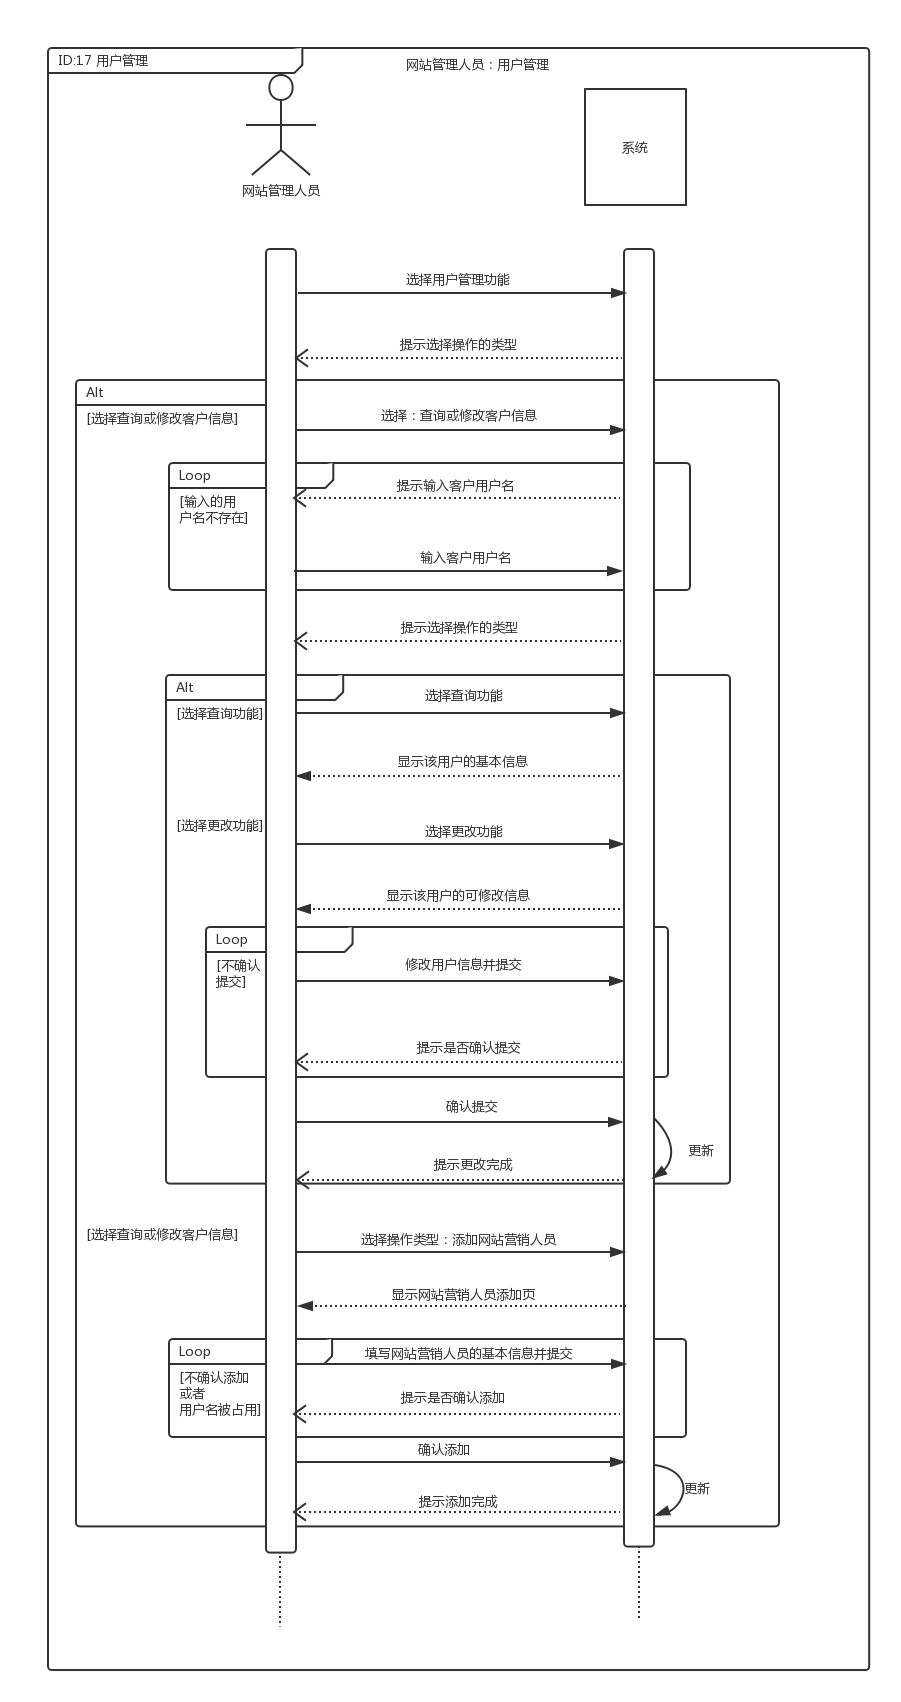 ID:17 用户管理
网站管理人员：用户管理
系统
网站管理人员
选择用户管理功能
提示选择操作的类型
Alt
[选择查询或修改客户信息]
选择：查询或修改客户信息
Loop
提示输入客户用户名
[输入的用
户名不存在]
输入客户用户名
提示选择操作的类型
Alt
选择查询功能
[选择查询功能]
显示该用户的基本信息
[选择更改功能]
选择更改功能
显示该用户的可修改信息
Loop
[不确认
提交]
修改用户信息并提交
提示是否确认提交
确认提交
更新
提示更改完成
[选择查询或修改客户信息]
选择操作类型：添加网站营销人员
显示网站营销人员添加页
Loop
填写网站营销人员的基本信息并提交
[不确认添加
或者
用户名被占用]
提示是否确认添加
确认添加
更新
提示添加完成